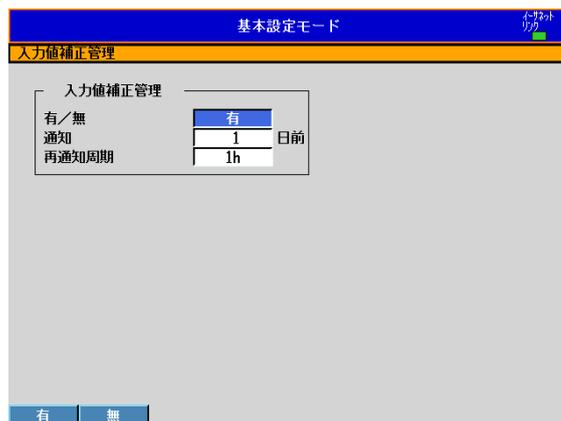 基本設定モード
イーサネット
リンク
入力値補正管理
入力値補正管理
有／無 有
通知 1 日前
再通知周期 1h
有 無